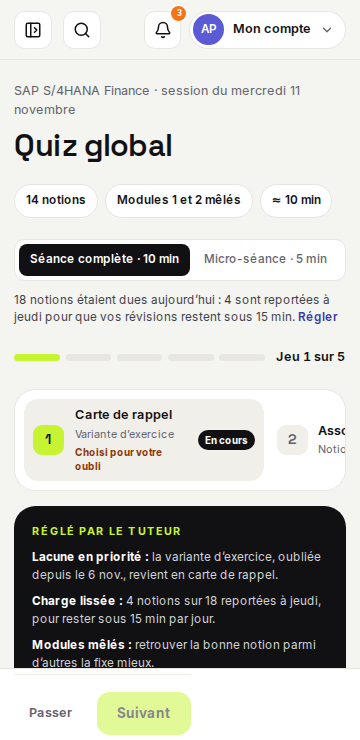 3
AP Mon compte
SAP S/4HANA Finance · session du mercredi 11
novembre
Quiz global
14 notions
Modules 1 et 2 mêlés
≈ 10 min
Séance complète · 10 min
Micro-séance · 5 min
18 notions étaient dues aujourd'hui : 4 sont reportées à
jeudi pour que vos révisions restent sous 15 min. Régler
Jeu 1 sur 5
1
Carte de rappel
Variante d'exercice
Choisi pour votre
oubli
En cours
2
Asso
Notio
RÉGLÉ PAR LE TUTEUR
Lacune en priorité : la variante d'exercice, oubliée
depuis le 6 nov., revient en carte de rappel.
Charge lissée : 4 notions sur 18 reportées à jeudi,
pour rester sous 15 min par jour.
Modules mêlés : retrouver la bonne notion parmi
d'autres la fixe mieux.
Passer
Suivant